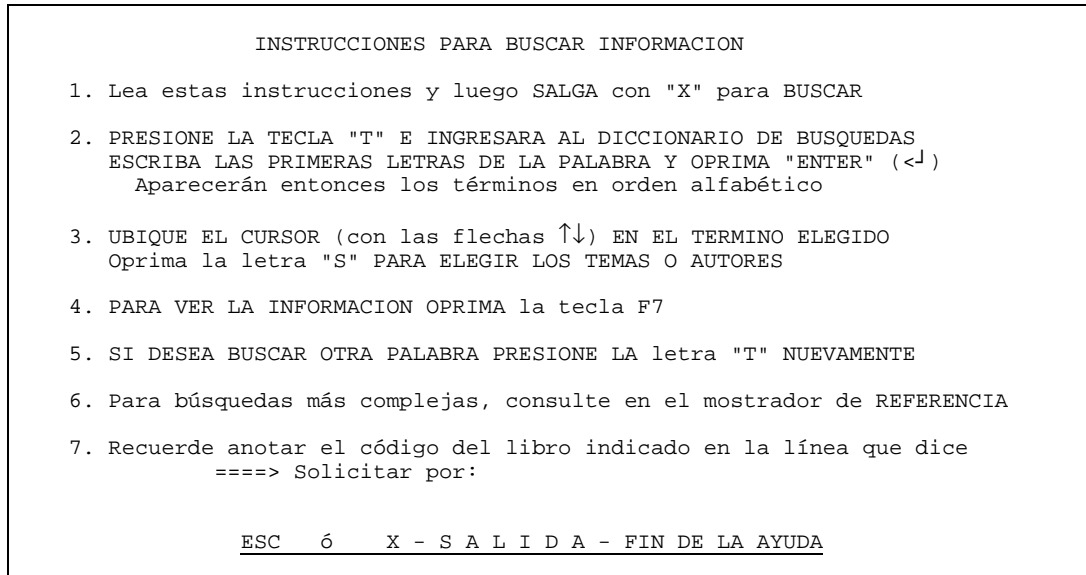 INSTRUCCIONES PARA BUSCAR INFORMACION
1. Lea estas instrucciones y luego SALGA con "X" para BUSCAR
2. PRESIONE LA TECLA "T" E INGRESARA AL DICCIONARIO DE BUSQUEDAS
ESCRIBA LAS PRIMERAS LETRAS DE LA PALABRA Y OPRIMA "ENTER" (<┘)
Aparecerán entonces los términos en orden alfabético
3. UBIQUE EL CURSOR (con las flechas ↑↓) EN EL TERMINO ELEGIDO
Oprima la letra "S" PARA ELEGIR LOS TEMAS O AUTORES
4. PARA VER LA INFORMACION OPRIMA la tecla F7
5. SI DESEA BUSCAR OTRA PALABRA PRESIONE LA letra "T" NUEVAMENTE
6. Para búsquedas más complejas, consulte en el mostrador de REFERENCIA
7. Recuerde anotar el código del libro indicado en la línea que dice
====> Solicitar por:
ESC ó X - S A L I D A - FIN DE LA AYUDA